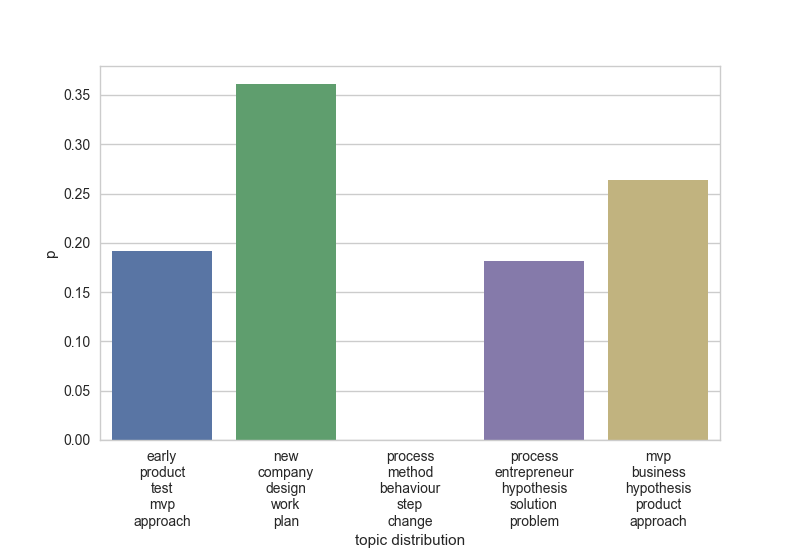 0.35
0.30
0.25
0.20
0.15
0.10
0.05
0.00
p
early
product
test
mvp
approach
new
company
design
work
plan
process
method
behaviour
step
change
process
entrepreneur
hypothesis
solution
problem
mvp
business
hypothesis
product
approach
topic distribution